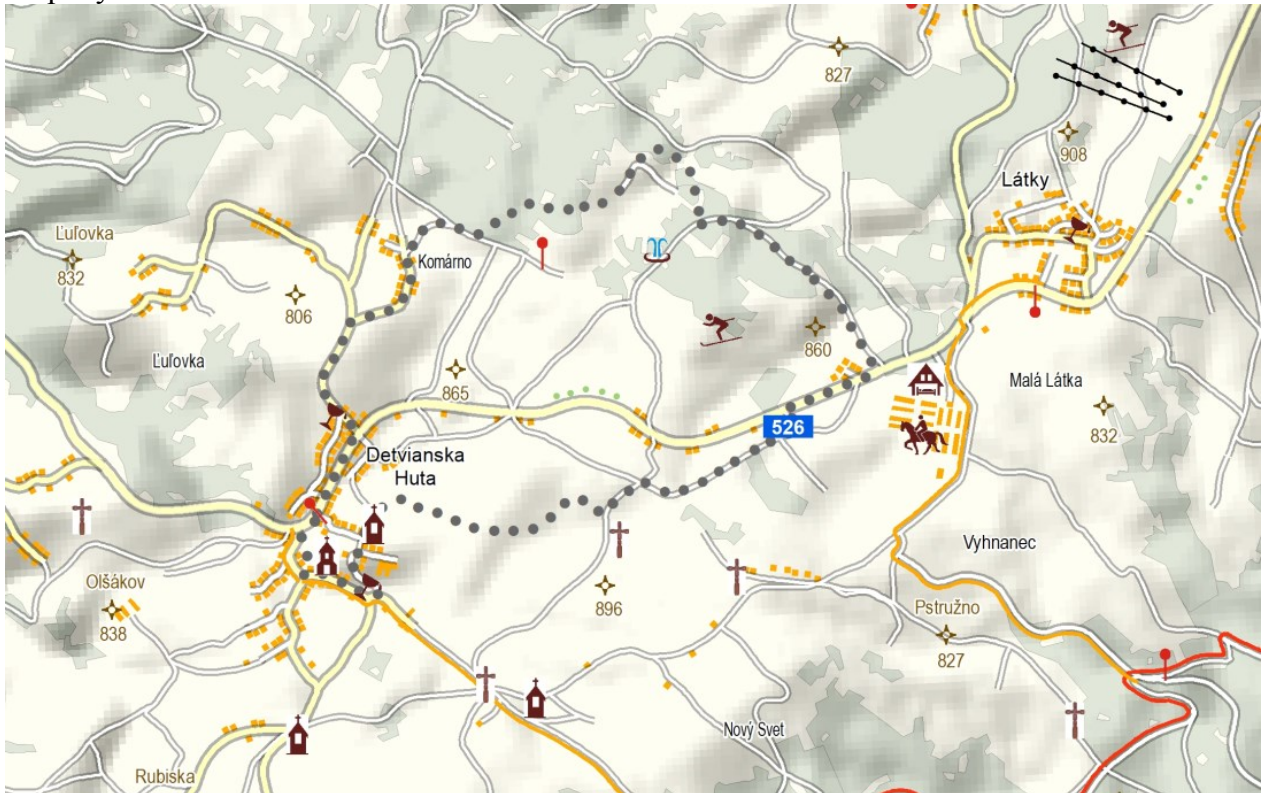 827
908
Látky
Ľuľovka
832
Komárno
806
860
Ľuľovka
865
Malá Látka
832
526
Detvianska
Huta
Vyhnanec
Olšákov
838
896
Pstružno
827
Nový Svet
Rubiska